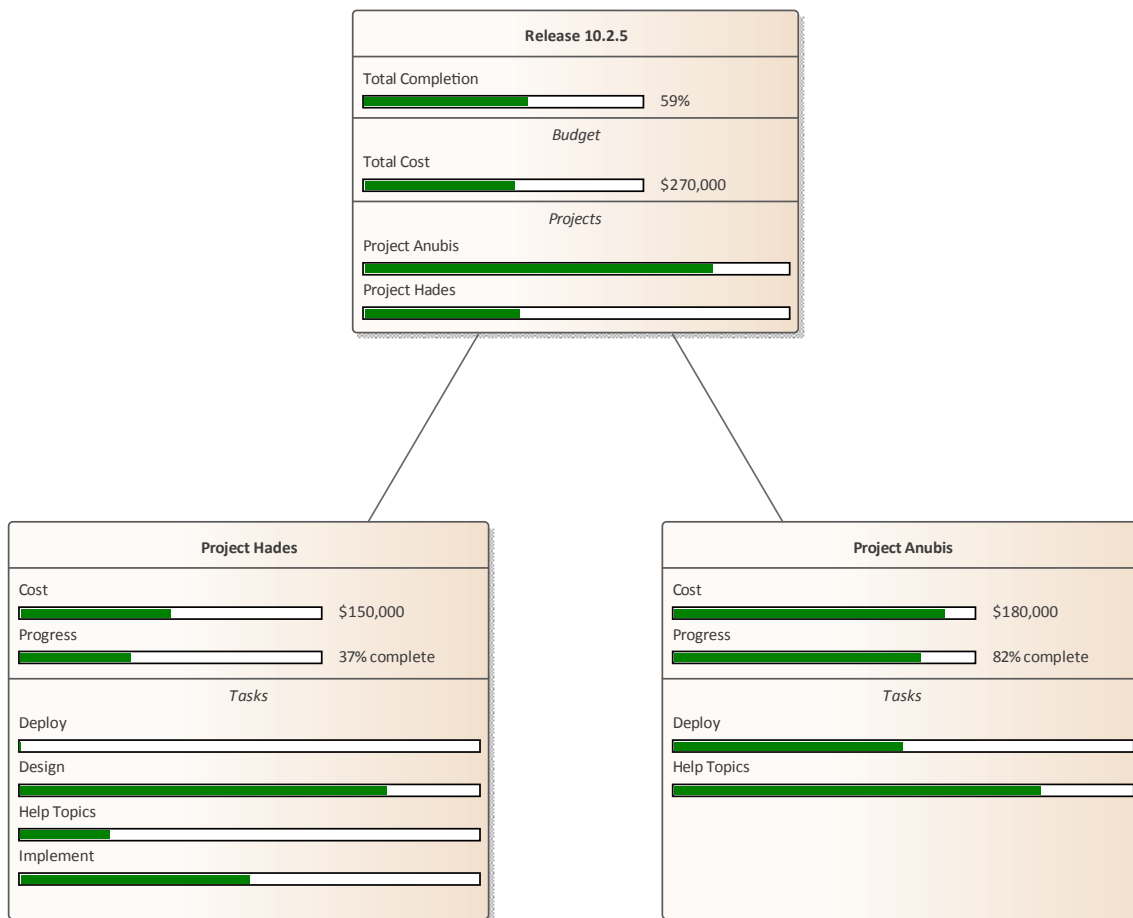 Release 10.2.5
Total Completion
59%
Budget
Total Cost
$270,000
Projects
Project Anubis
Project Hades
Project Hades
Cost
$150,000
Progress
37% complete
Tasks
Deploy
Design
Help Topics
Implement
Project Anubis
Cost
$180,000
Progress
82% complete
Tasks
Deploy
Help Topics